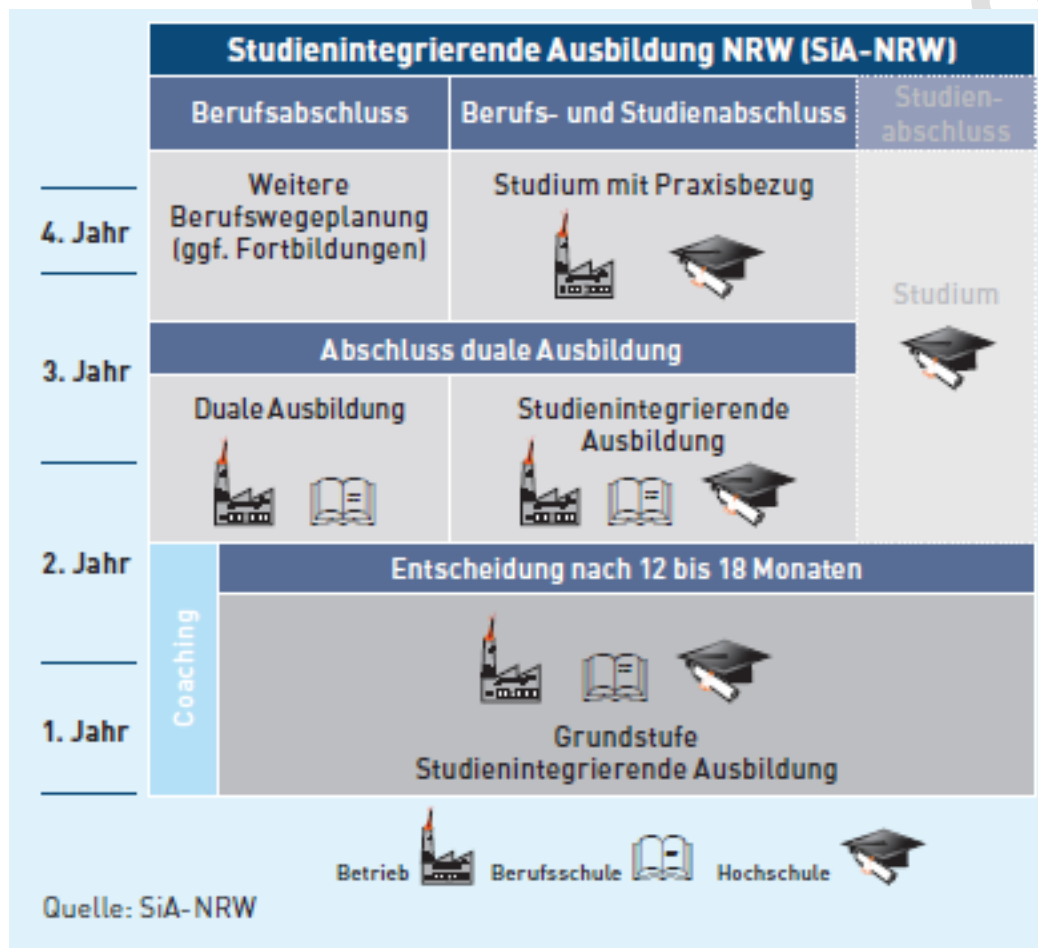 Studienintegrierende Ausbildung NRW (SiA-NRW)
Berufsabschluss
Berufs- und Studienabschluss
Studien-
abschluss
4. Jahr
Weitere
Berufswegeplanung
(ggf. Fortbildungen)
Studium mit Praxisbezug
Studium
3. Jahr
Abschluss duale Ausbildung
Duale Ausbildung
Studienintegrierende
Ausbildung
2. Jahr
Coaching
Entscheidung nach 12 bis 18 Monaten
1. Jahr
Grundstufe
Studienintegrierende Ausbildung
Betrieb
Berufsschule
Hochschule
Quelle: SiA-NRW